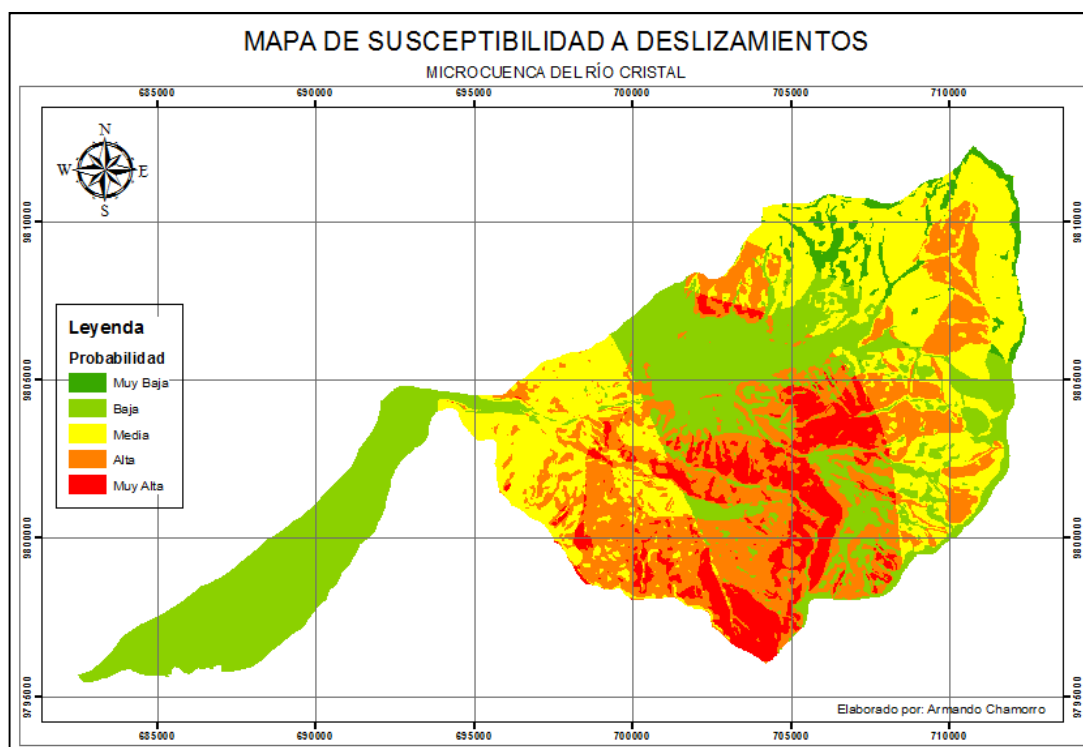 MAPA DE SUSCEPTIBILIDAD A DESLIZAMIENTOS
MICROCUENCA DEL RÍO CRISTAL
685000 690000 695000 700000 705000 710000
N
W E
S
9810000 9810000
Leyenda
Probabilidad
Muy Baja
Baja
Media
Alta
Muy Alta
9805000 9805000
9800000 9800000
9795000 9795000
Elaborado por: Armando Chamorro
685000 690000 695000 700000 705000 710000